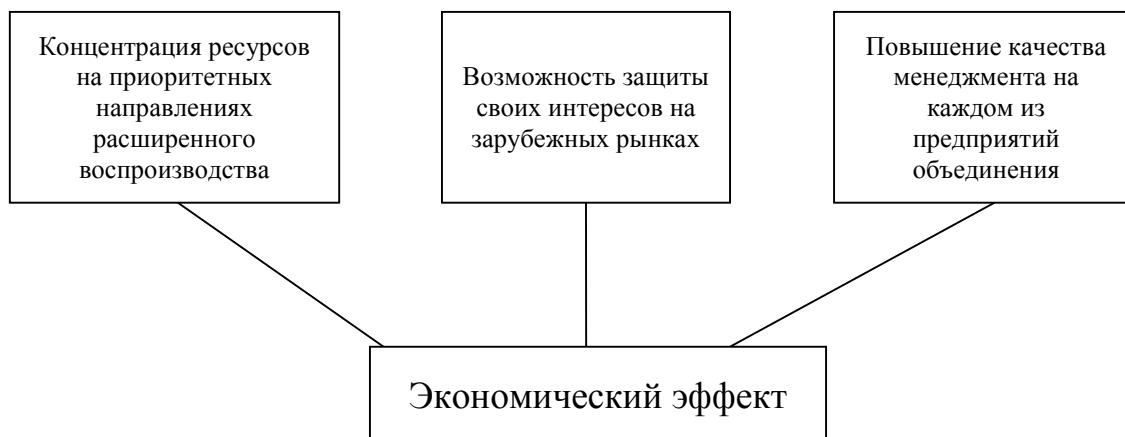 Концентрация ресурсов
на приоритетных
направлениях
расширенного
воспроизводства
Возможность защиты
своих интересов на
зарубежных рынках
Повышение качества
менеджмента на
каждом из
предприятий
объединения
Экономический эффект